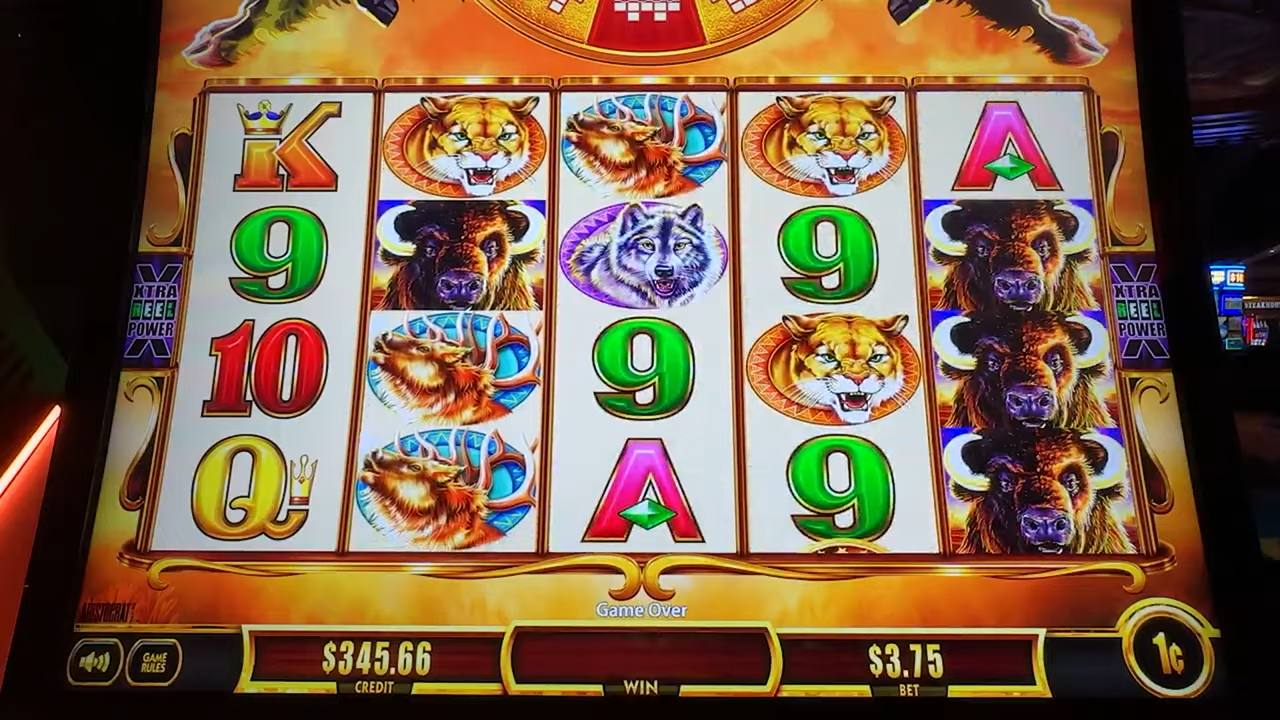 K
A
9
9
XTRA
REEL
POWER
XTRA
REEL
POWER
10
9
Q
A
9
ARISTOCRAT
Game Over
GAME
RULES
$345.66
CREDIT
WIN
$3.75
BET
1¢